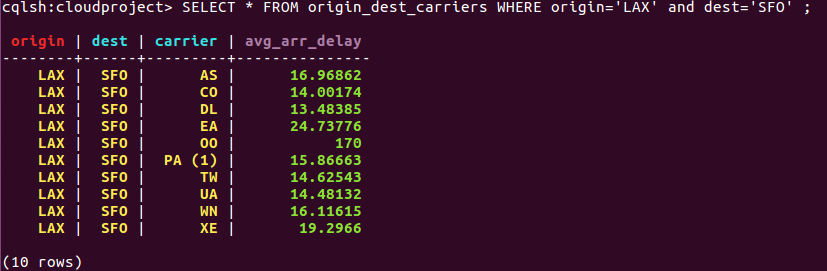 cqlsh:cloudproject> SELECT * FROM origin_dest_carriers WHERE origin='LAX' and dest='SFO' ;
origin | dest | carrier | avg_arr_delay
--------+------+---------+---------------
LAX | SFO | AS | 16.96862
LAX | SFO | CO | 14.00174
LAX | SFO | DL | 13.48385
LAX | SFO | EA | 24.73776
LAX | SFO | OO | 170
LAX | SFO | PA (1) | 15.86663
LAX | SFO | TW | 14.62543
LAX | SFO | UA | 14.48132
LAX | SFO | WN | 16.11615
LAX | SFO | XE | 19.2966
(10 rows)